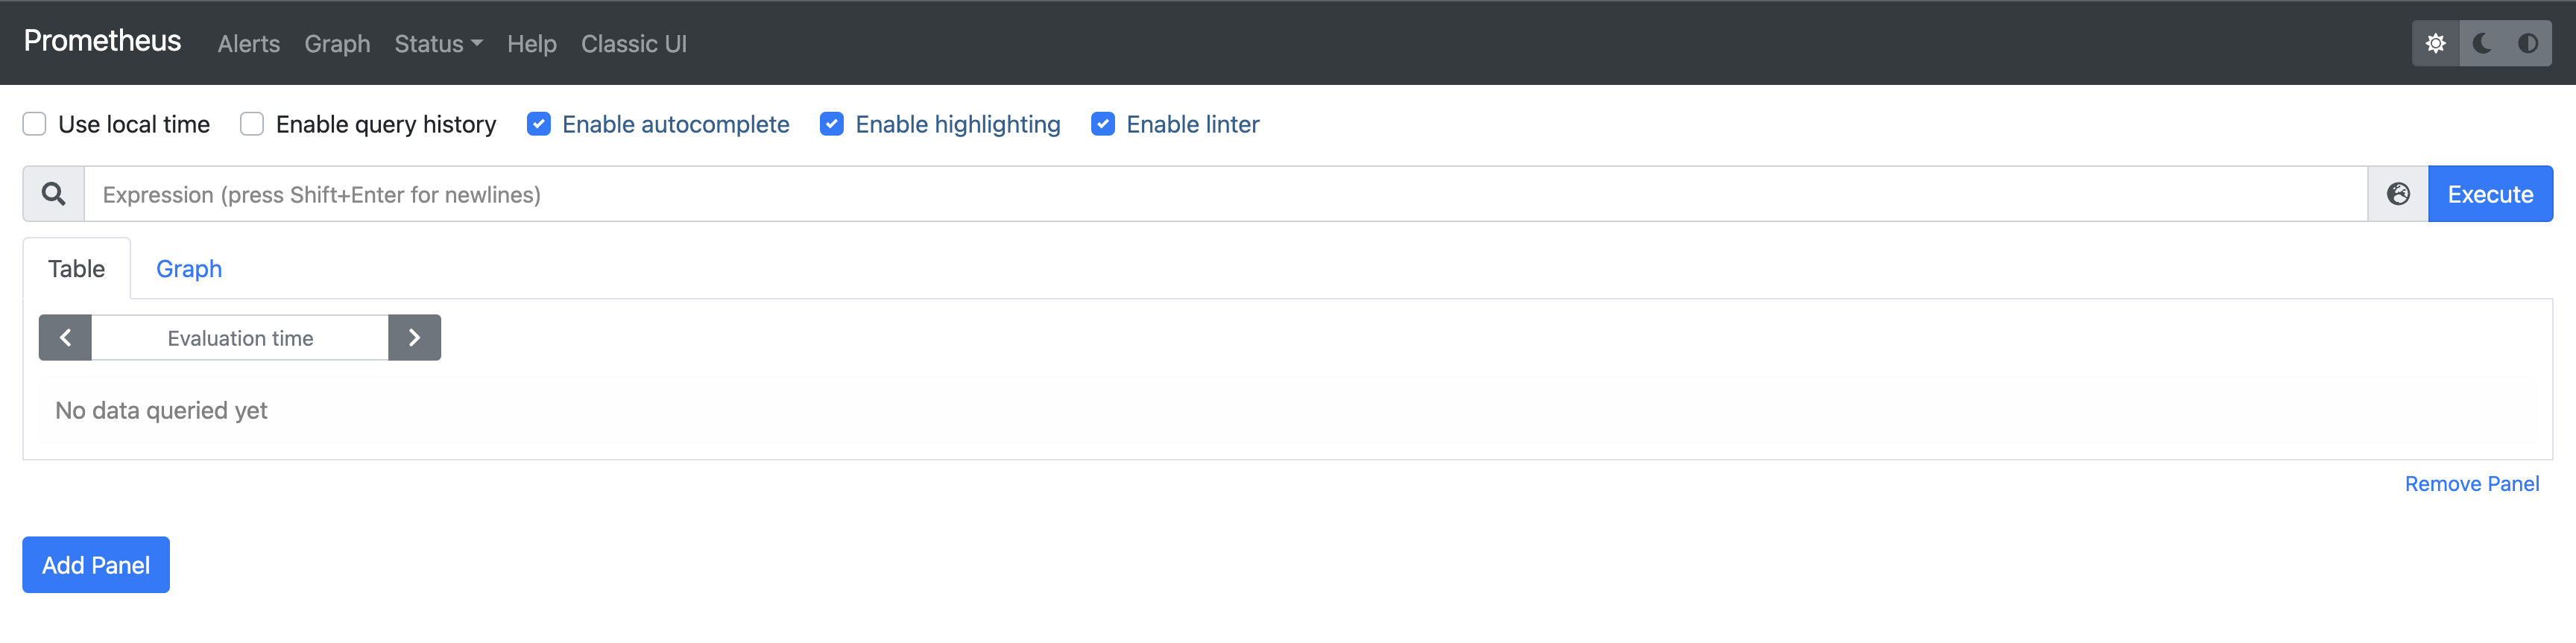 Prometheus Alerts Graph Status Help Classic UI
Use local time Enable query history Enable autocomplete Enable highlighting Enable linter
Expression (press Shift+Enter for newlines) Execute
Table Graph
Evaluation time
No data queried yet
Remove Panel
Add Panel